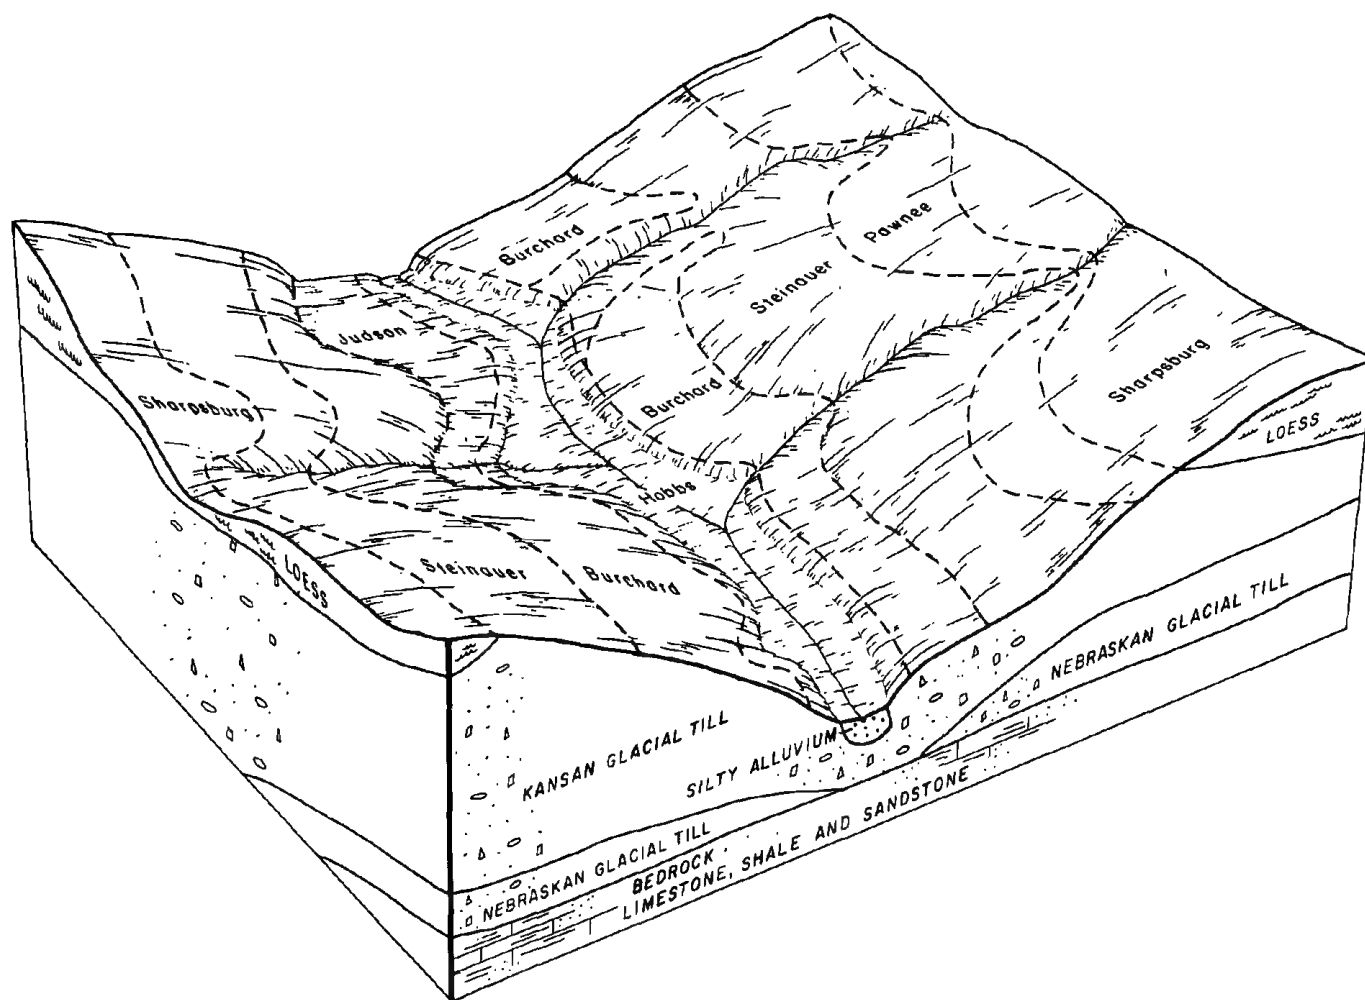 Burchard
Pawnee
Judson
Steinauer
Sharpsburg
Burchard
Sharpsburg
LOESS
Hobbs
LOESS
Steinauer
Burchard
NEBRASKAN GLACIAL TILL
KANSAN GLACIAL TILL
SILTY ALLUVIUM
NEBRASKAN GLACIAL TILL
BEDROCK
LIMESTONE, SHALE AND SANDSTONE